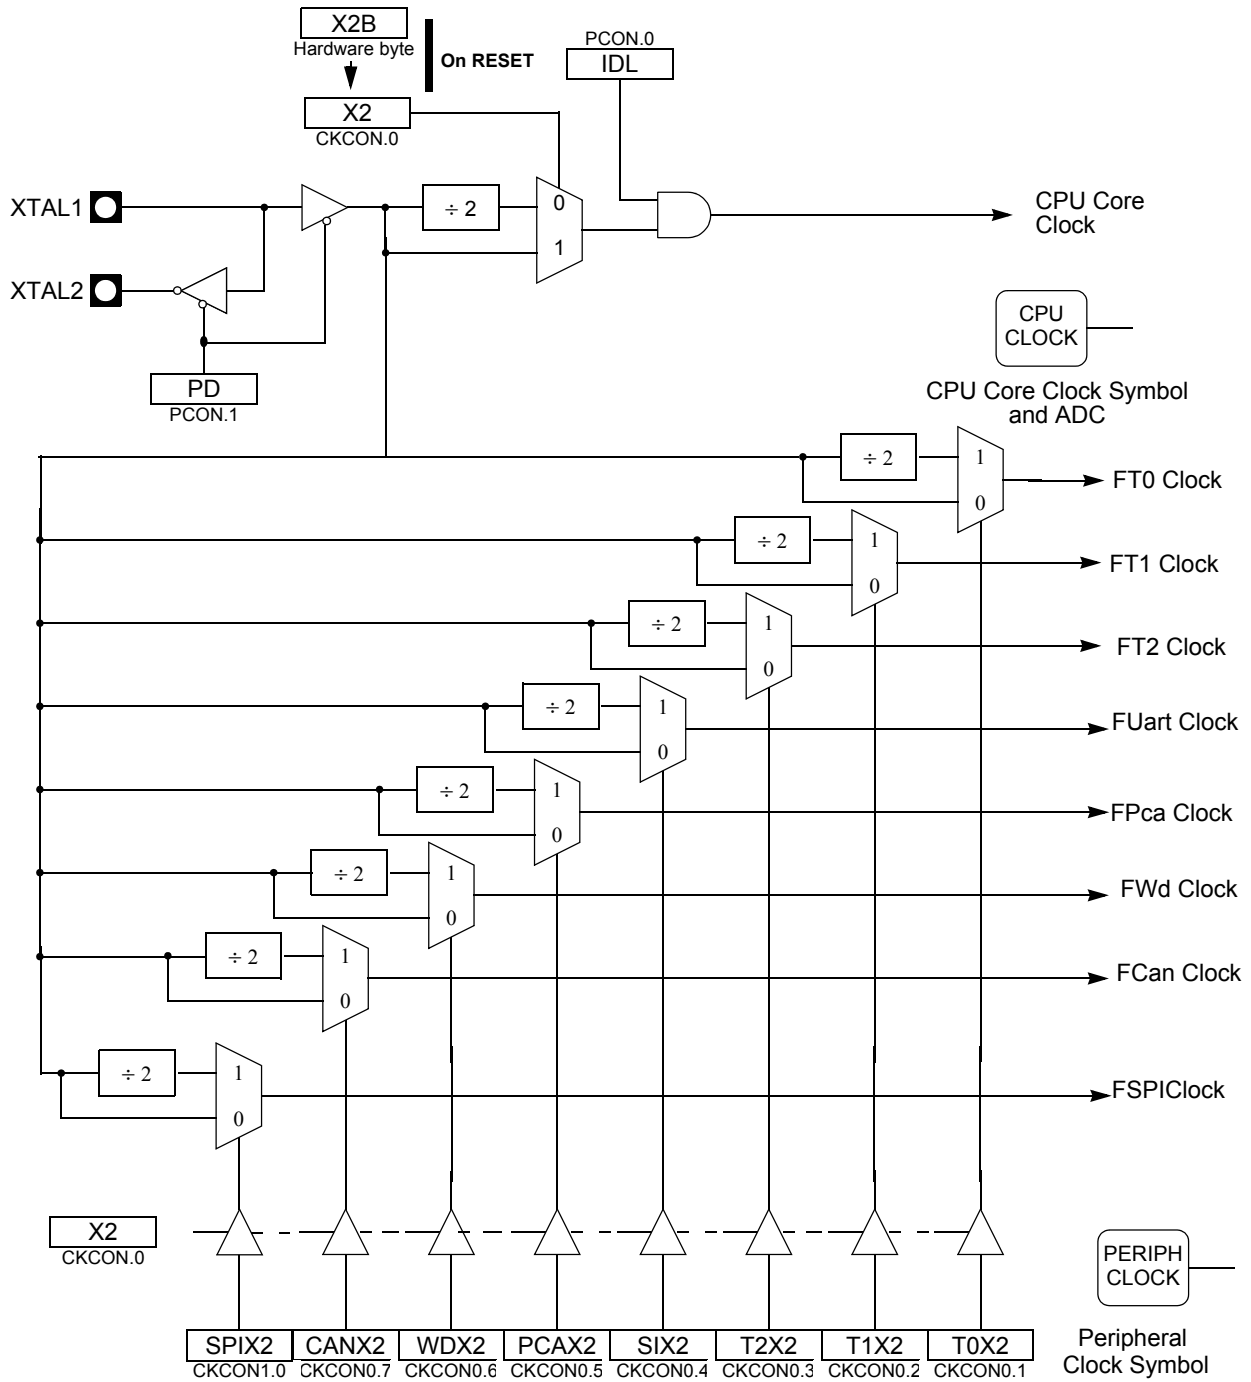 X2B
Hardware byte
On RESET
PCON.0
IDL
X2
CKCON.0
XTAL1
÷ 2
0
1
CPU Core
Clock
XTAL2
CPU
CLOCK
PD
PCON.1
CPU Core Clock Symbol
and ADC
÷ 2
1
0
FT0 Clock
÷ 2
1
0
FT1 Clock
÷ 2
1
0
FT2 Clock
÷ 2
1
0
FUart Clock
÷ 2
1
0
FPca Clock
÷ 2
1
0
FWd Clock
÷ 2
1
0
FCan Clock
÷ 2
1
0
FSPIClock
X2
CKCON.0
PERIPH
CLOCK
SPIX2 CANX2 WDX2 PCAX2 SIX2 T2X2 T1X2 T0X2
CKCON1.0 CKCON0.7 CKCON0.6 CKCON0.5 CKCON0.4 CKCON0.3 CKCON0.2 CKCON0.1
Peripheral
Clock Symbol